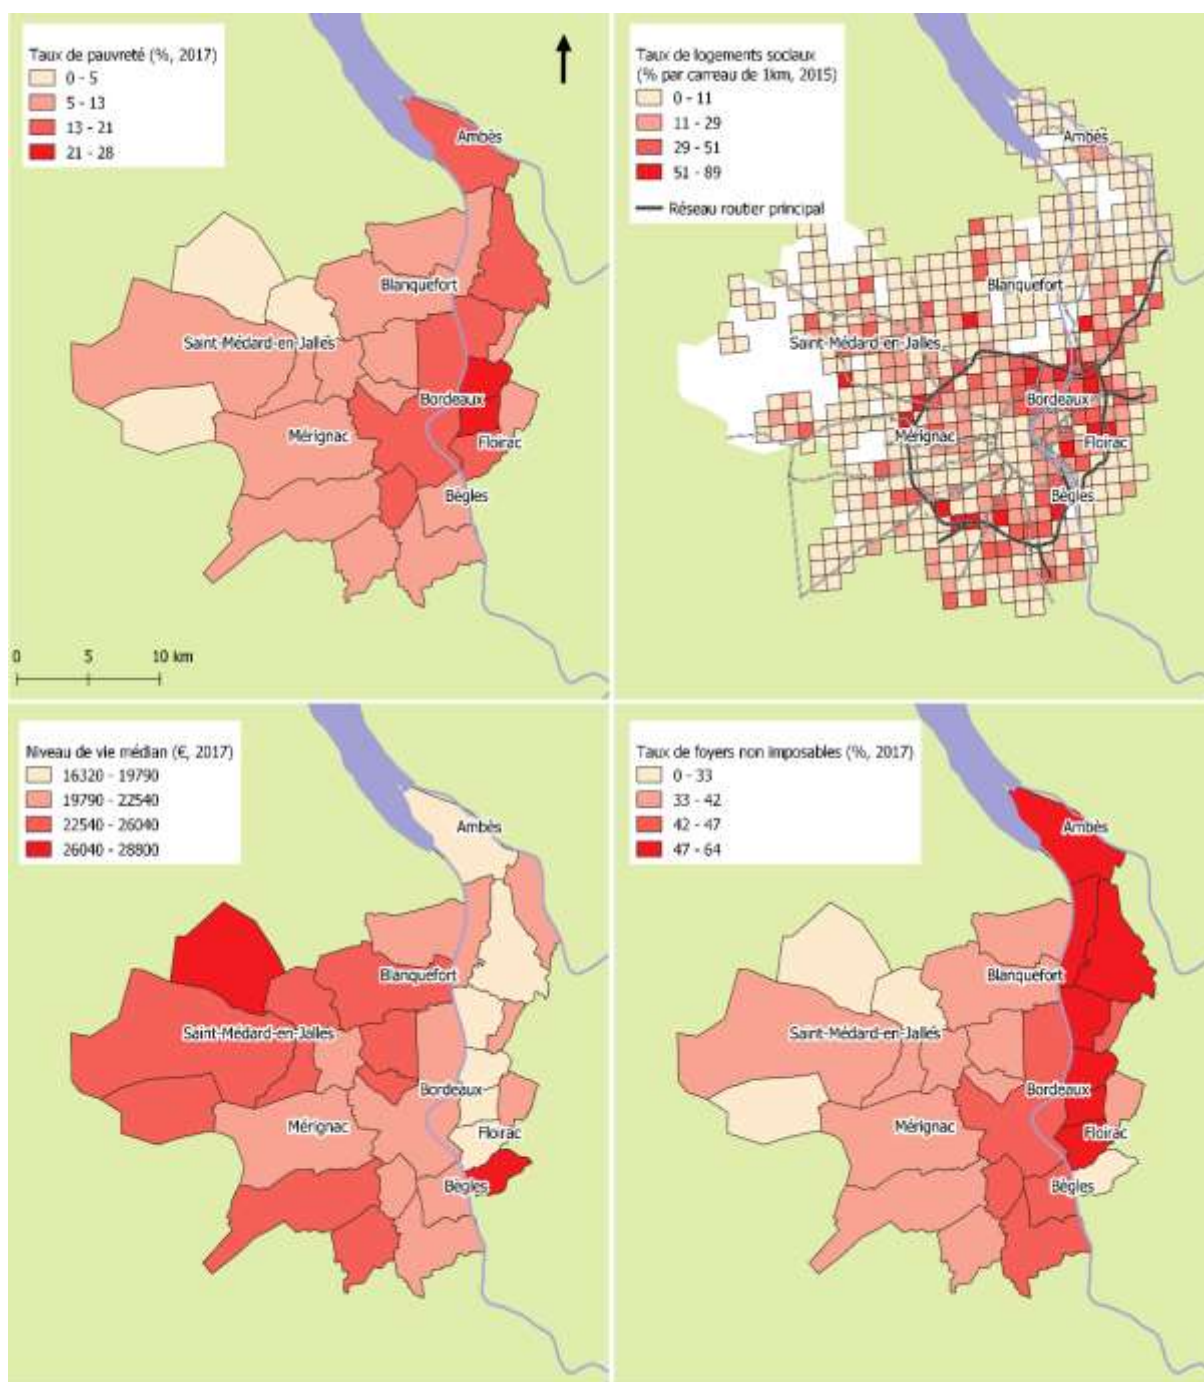 Taux de pauvreté (%, 2017)
0 - 5
5 - 13
13 - 21
21 - 28
Ambès
Blanquefort
Saint-Médard-en-Jalles
Bordeaux
Mérignac
Floirac
Bègles
0 5 10 km
Taux de logements sociaux
(% par carreau de 1km, 2015)
0 - 11
11 - 29
29 - 51
51 - 89
Réseau routier principal
Ambès
Blanquefort
Saint-Médard-en-Jalles
Bordeaux
Mérignac
Floirac
Bègles
Niveau de vie médian (€, 2017)
16320 - 19790
19790 - 22540
22540 - 26040
26040 - 28800
Ambès
Blanquefort
Saint-Médard-en-Jalles
Bordeaux
Mérignac
Floirac
Bègles
Taux de foyers non imposables (%, 2017)
0 - 33
33 - 42
42 - 47
47 - 64
Ambès
Blanquefort
Saint-Médard-en-Jalles
Bordeaux
Mérignac
Floirac
Bègles